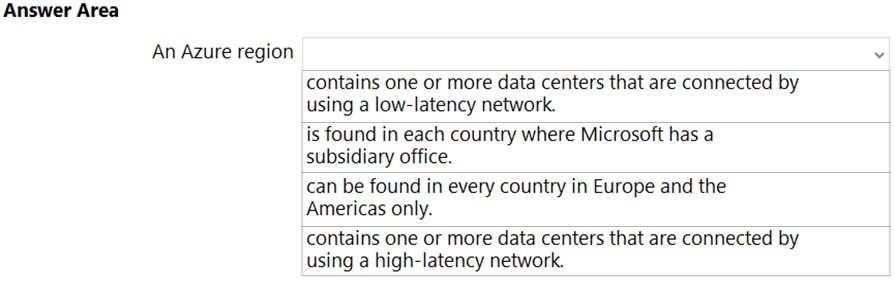 Answer Area
An Azure region
contains one or more data centers that are connected by
using a low-latency network.
is found in each country where Microsoft has a
subsidiary office.
can be found in every country in Europe and the
Americas only.
contains one or more data centers that are connected by
using a high-latency network.